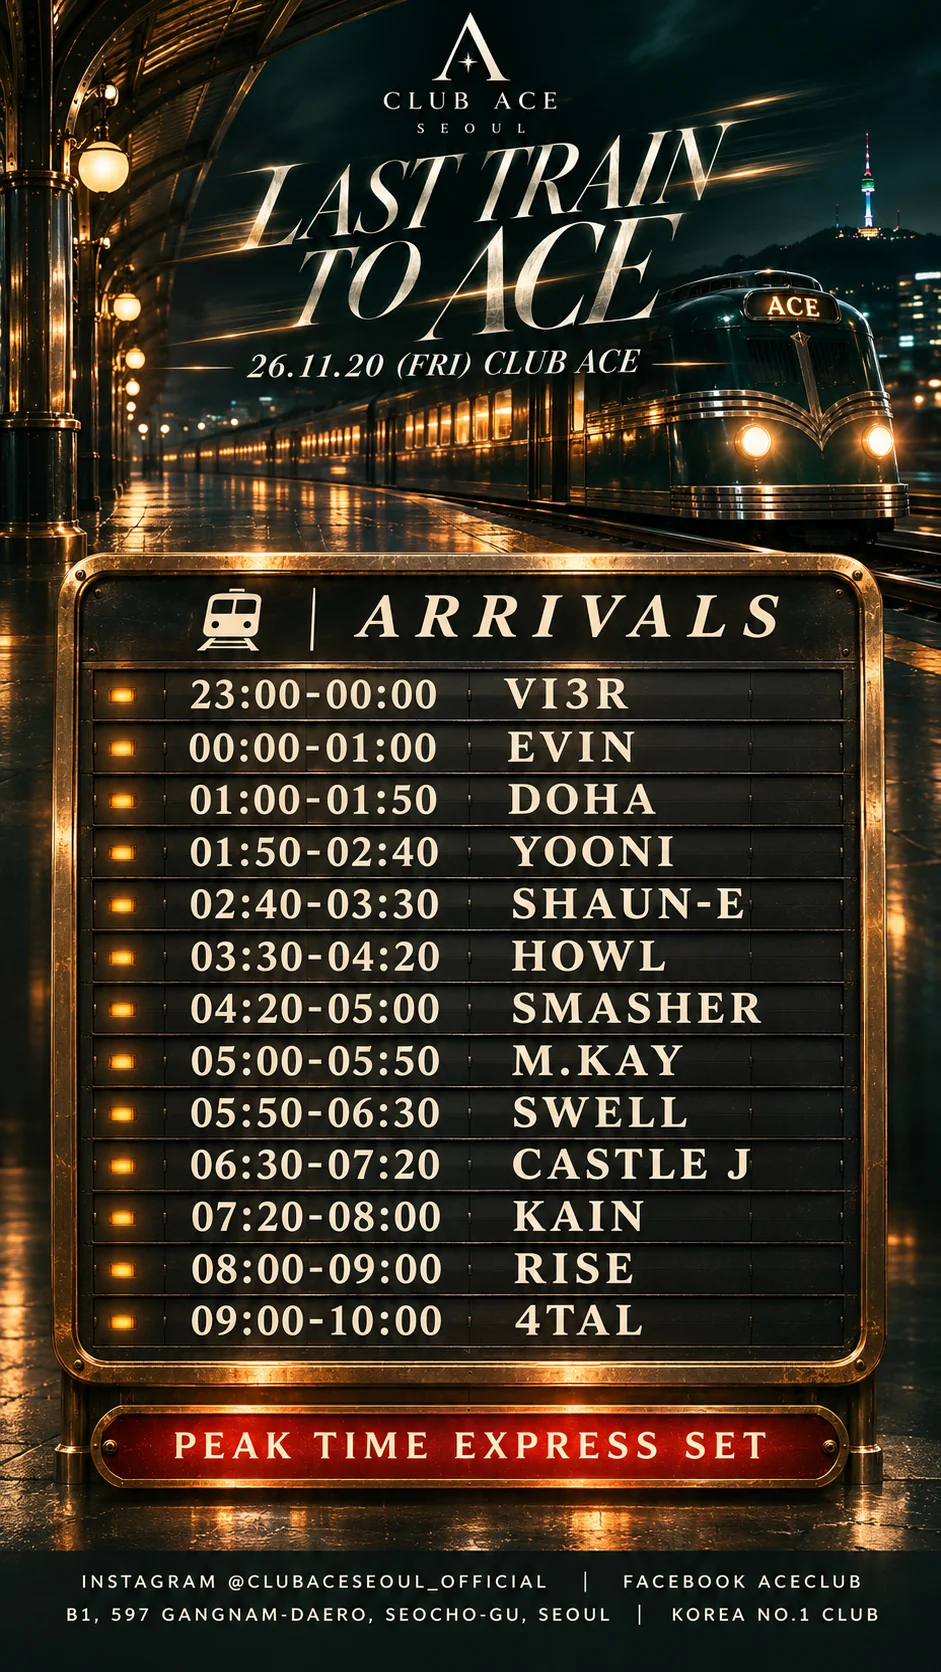 CLUB ACE
SEOUL
LAST TRAIN
TO ACE
26.11.20 (FRI) CLUB ACE
ACE
ARRIVALS
23:00-00:00 VI3R
00:00-01:00 EVIN
01:00-01:50 DOHA
01:50-02:40 YOONI
02:40-03:30 SHAUN-E
03:30-04:20 HOWL
04:20-05:00 SMASHER
05:00-05:50 M.KAY
05:50-06:30 SWELL
06:30-07:20 CASTLE J
07:20-08:00 KAIN
08:00-09:00 RISE
09:00-10:00 4TAL
PEAK TIME EXPRESS SET
INSTAGRAM @CLUBACESEOUL_OFFICIAL | FACEBOOK ACECLUB
B1, 597 GANGNAM-DAERO, SEOCHO-GU, SEOUL | KOREA NO.1 CLUB